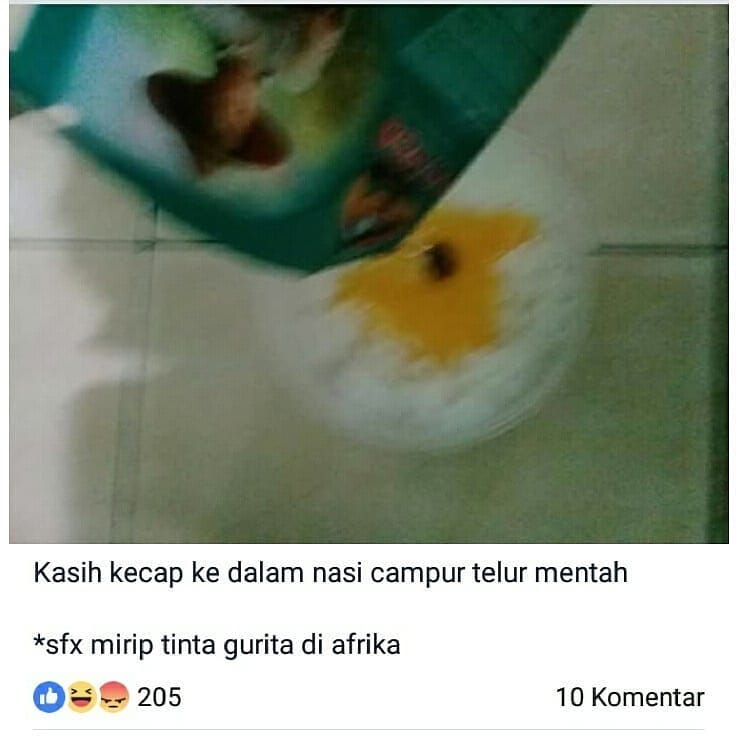 Kasih kecap ke dalam nasi campur telur mentah
*sfx mirip tinta gurita di afrika
205
10 Komentar